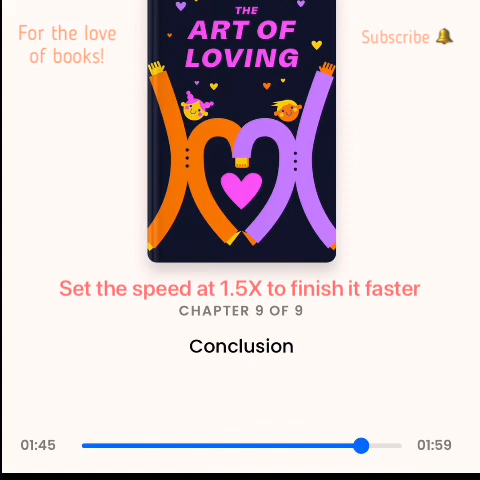 THE
ART OF
LOVING
For the love
of books!
Subscribe 🔔
Set the speed at 1.5X to finish it faster
CHAPTER 9 OF 9
Conclusion
01:45
01:59